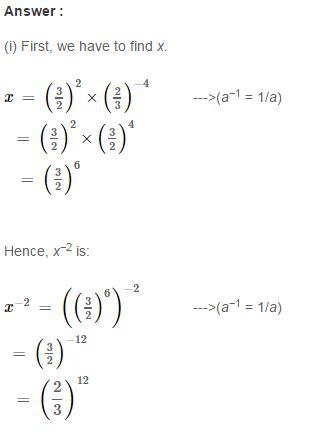 Answer :
(i) First, we have to find x.
x = (3/2)^2 × (2/3)^-4 --->(a^-1 = 1/a)
= (3/2)^2 × (3/2)^4
= (3/2)^6
Hence, x^-2 is:
x^-2 = ((3/2)^6)^-2 --->(a^-1 = 1/a)
= (3/2)^-12
= (2/3)^12